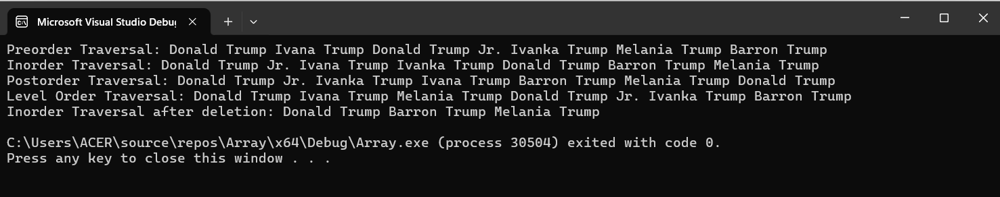 Microsoft Visual Studio Debug
Preorder Traversal: Donald Trump Ivana Trump Donald Trump Jr. Ivanka Trump Melania Trump Barron Trump
Inorder Traversal: Donald Trump Jr. Ivana Trump Ivanka Trump Donald Trump Barron Trump Melania Trump
Postorder Traversal: Donald Trump Jr. Ivanka Trump Ivana Trump Barron Trump Melania Trump Donald Trump
Level Order Traversal: Donald Trump Ivana Trump Melania Trump Donald Trump Jr. Ivanka Trump Barron Trump
Inorder Traversal after deletion: Donald Trump Barron Trump Melania Trump
C:\Users\ACER\source\repos\Array\x64\Debug\Array.exe (process 30504) exited with code 0.
Press any key to close this window . . .